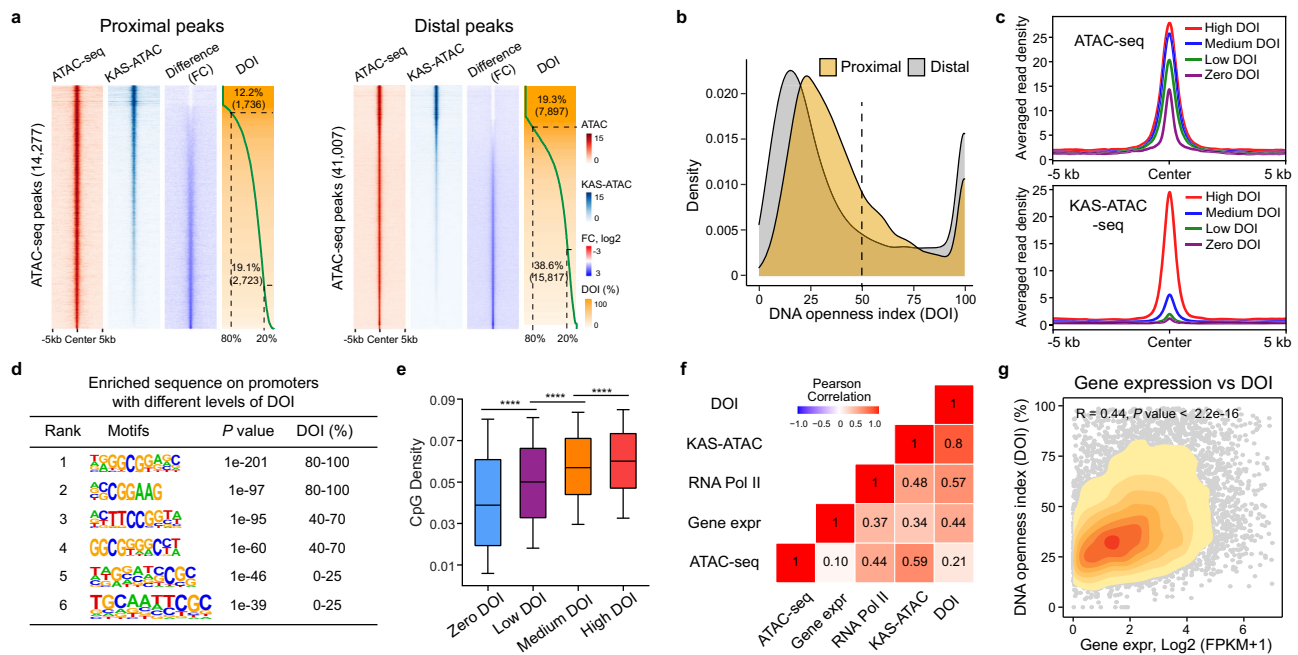 a
Proximal peaks
Distal peaks
ATAC-seq
KAS-ATAC
Difference
(FC)
DOI
ATAC-seq
KAS-ATAC
Difference
(FC)
DOI
ATAC-seq peaks (14,277)
12.2%
(1,736)
19.1%
(2,723)
-5kb Center 5kb
80%
20%
ATAC-seq peaks (41,007)
19.3%
(7,897)
38.6%
(15,817)
-5kb Center 5kb
80%
20%
ATAC
15
0
KAS-ATAC
15
0
FC, log2
-3
3
DOI (%)
100
0
b
Proximal
Distal
Density
0.020
0.015
0.010
0.005
0
0
25
50
75
100
DNA openness index (DOI)
c
ATAC-seq
High DOI
Medium DOI
Low DOI
Zero DOI
Averaged read density
25
20
15
10
5
0
-5 kb
Center
5 kb
KAS-ATAC
-seq
High DOI
Medium DOI
Low DOI
Zero DOI
Averaged read density
25
20
15
10
5
0
-5 kb
Center
5 kb
d
Enriched sequence on promoters
with different levels of DOI
Rank Motifs P value DOI (%)
1 1e-201 80-100
2 CGGAAG 1e-97 80-100
3 1e-95 40-70
4 1e-60 40-70
5 1e-46 0-25
6 1e-39 0-25
e
CpG Density
0.09
0.07
0.05
0.03
0.01
****
****
****
Zero DOI
Low DOI
Medium DOI
High DOI
f
Pearson
Correlation
-1.0 -0.5 0 0.5 1.0
DOI 1
KAS-ATAC 1 0.8
RNA Pol II 1 0.48 0.57
Gene expr 1 0.37 0.34 0.44
ATAC-seq 1 0.10 0.44 0.59 0.21
ATAC-seq
Gene expr
RNA Pol II
KAS-ATAC
DOI
g
Gene expression vs DOI
R = 0.44, P value < 2.2e-16
DNA openness index (DOI) (%)
100
75
50
25
0
0
2
4
6
Gene expr, Log2 (FPKM+1)